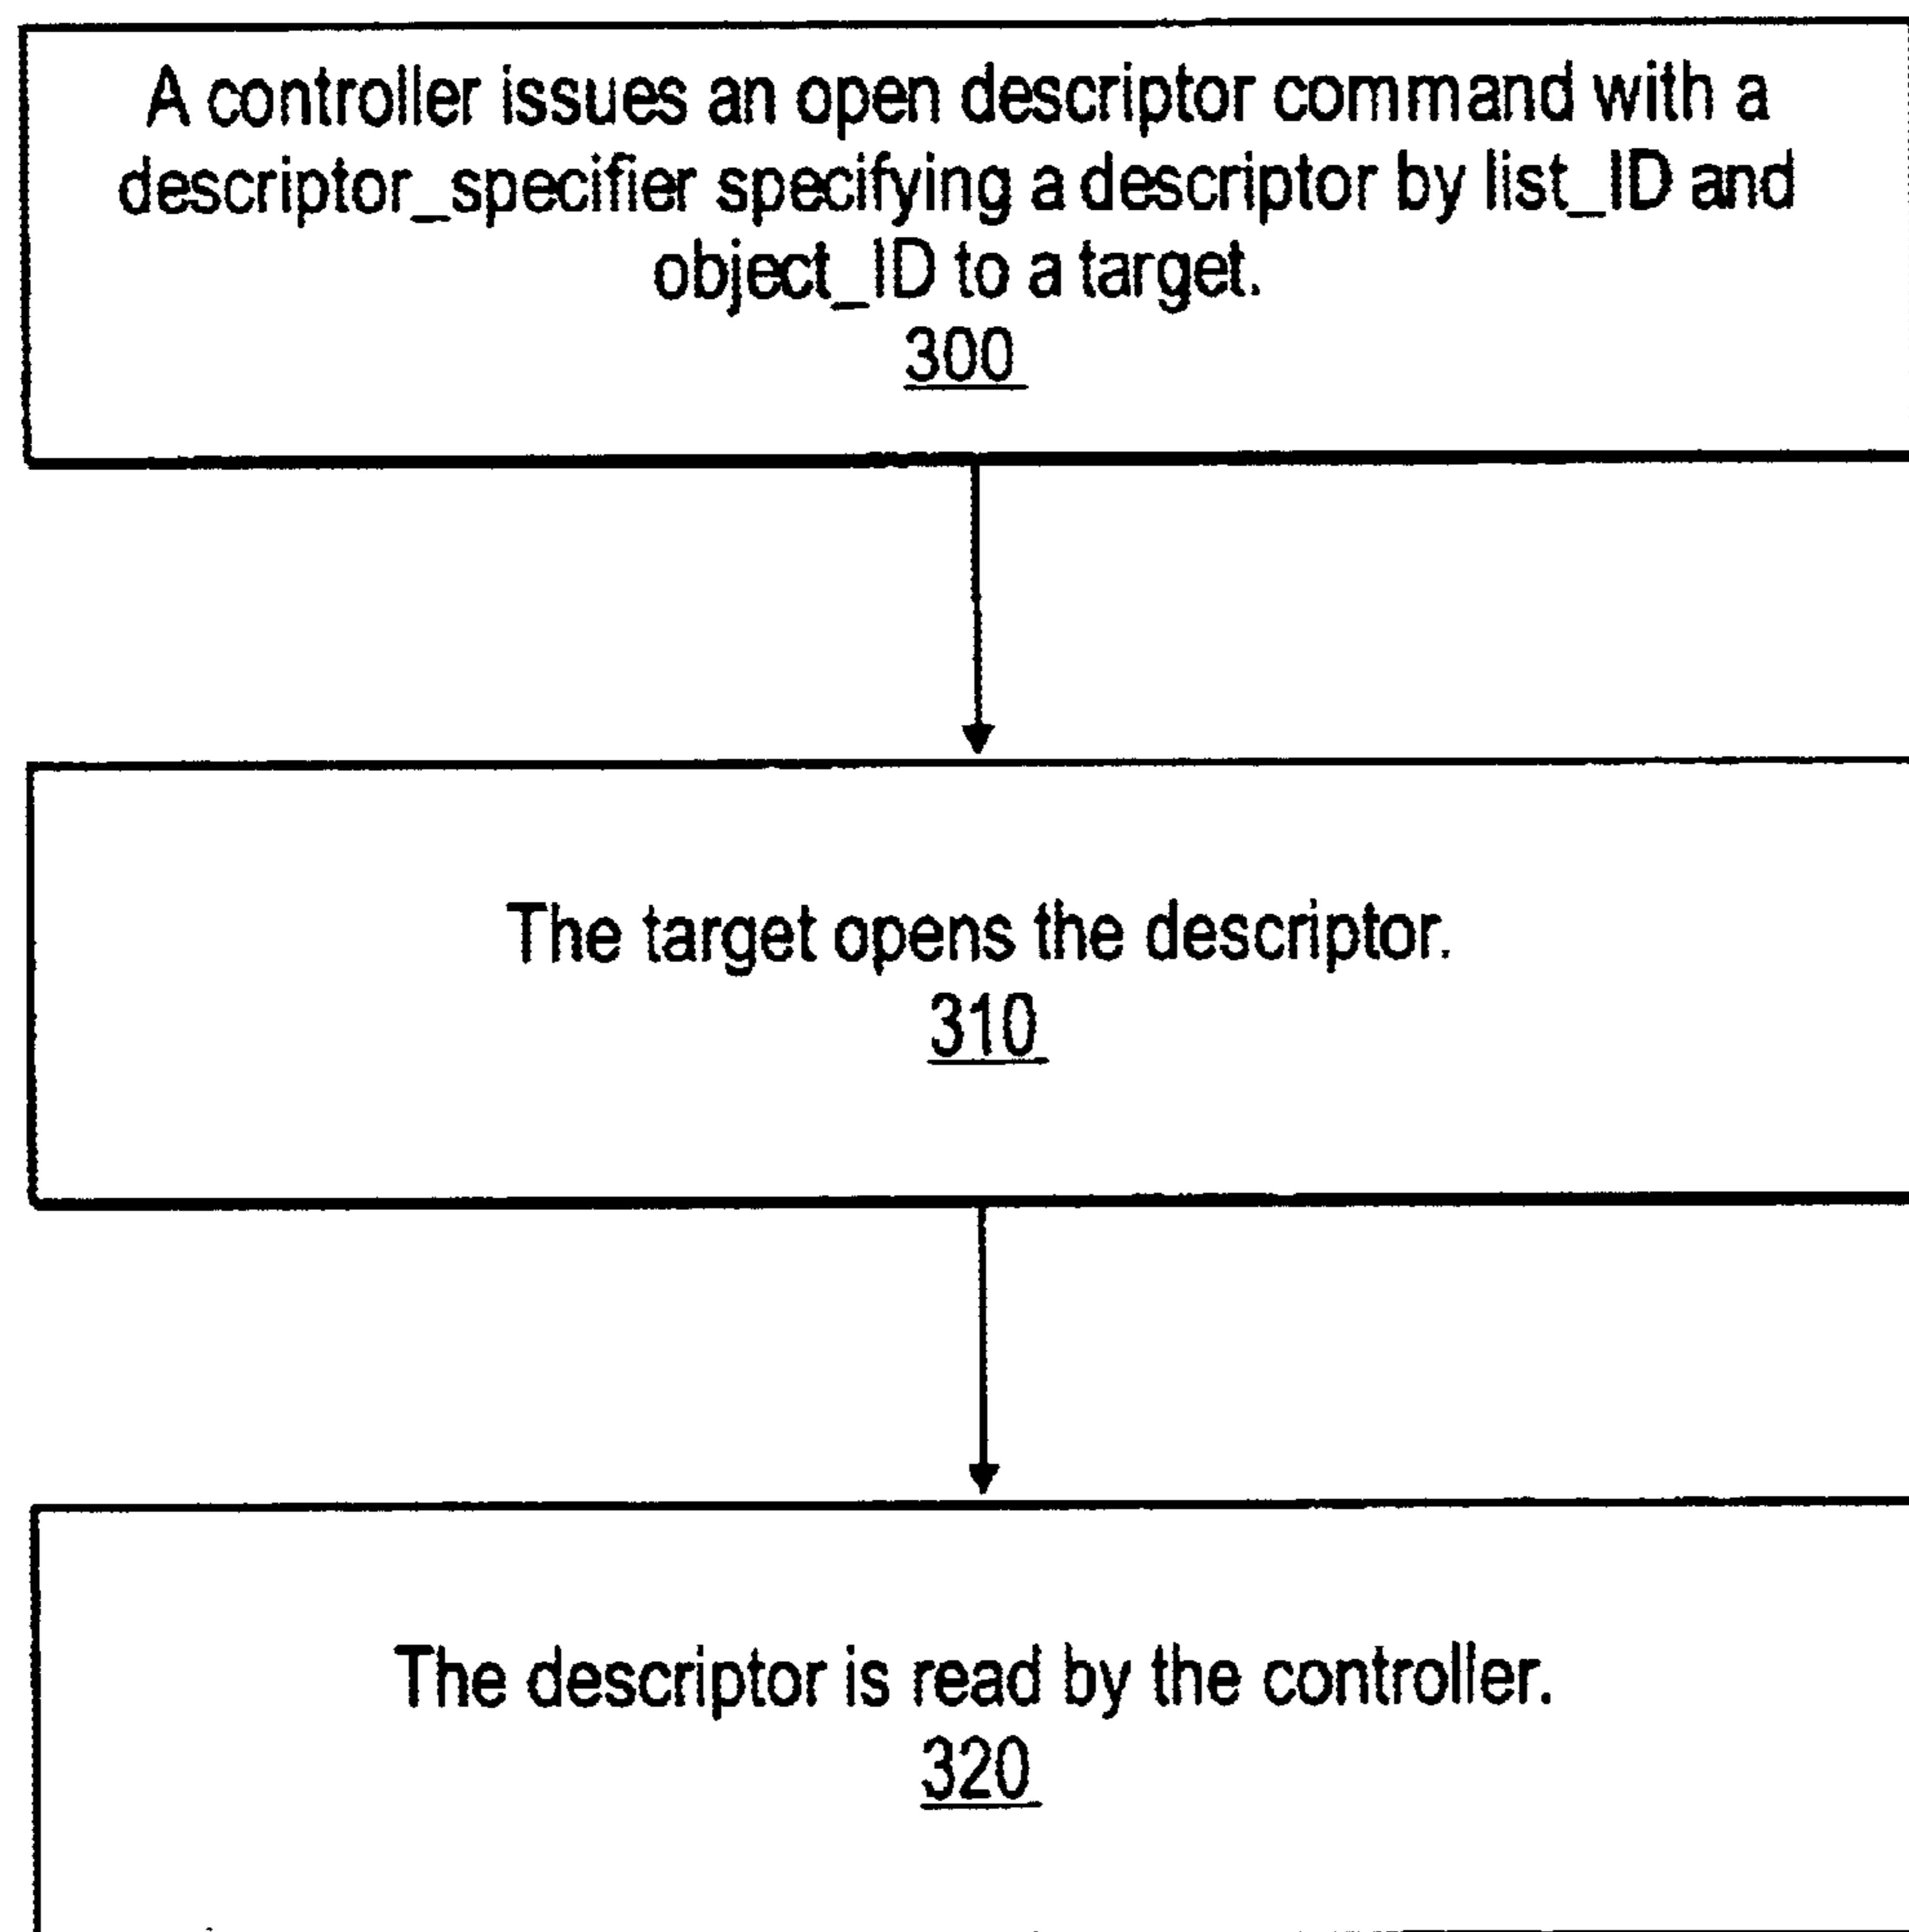 A controller issues an open descriptor command with a
descriptor_specifier specifying a descriptor by list_ID and
object_ID to a target.
300
The target opens the descriptor.
310
The descriptor is read by the controller.
320